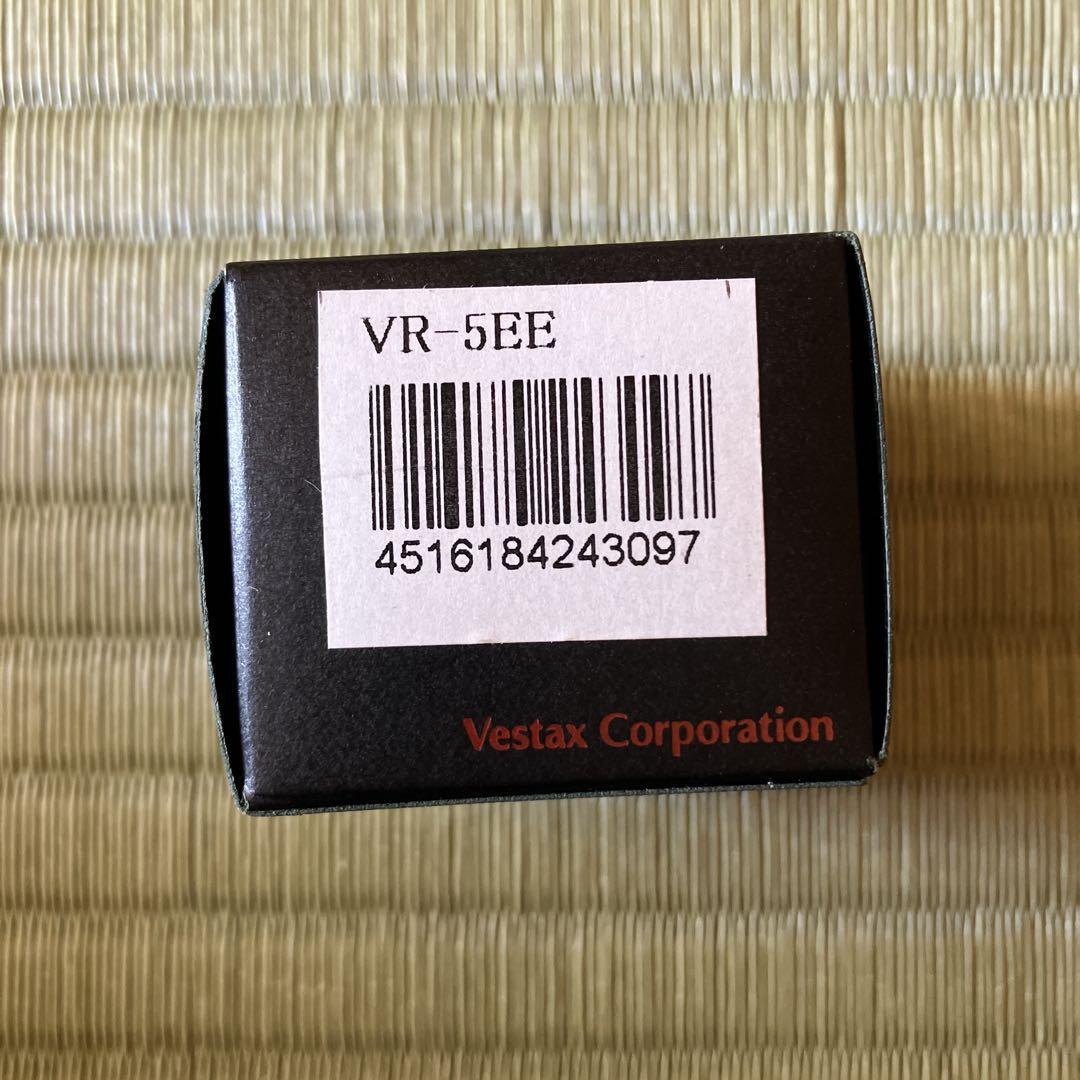 VR-5EE
4516184243097
Vestax Corporation